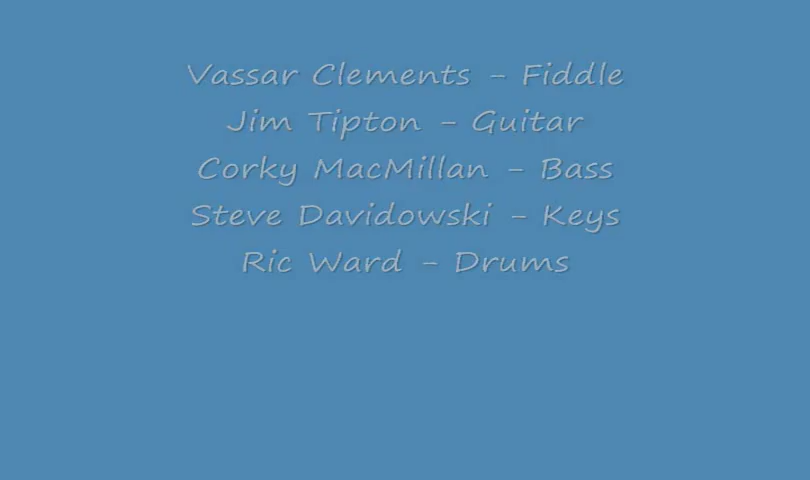 Vassar Clements - Fiddle
Jim Tipton - Guitar
Corky MacMillan - Bass
Steve Davidowski - Keys
Ric Ward - Drums